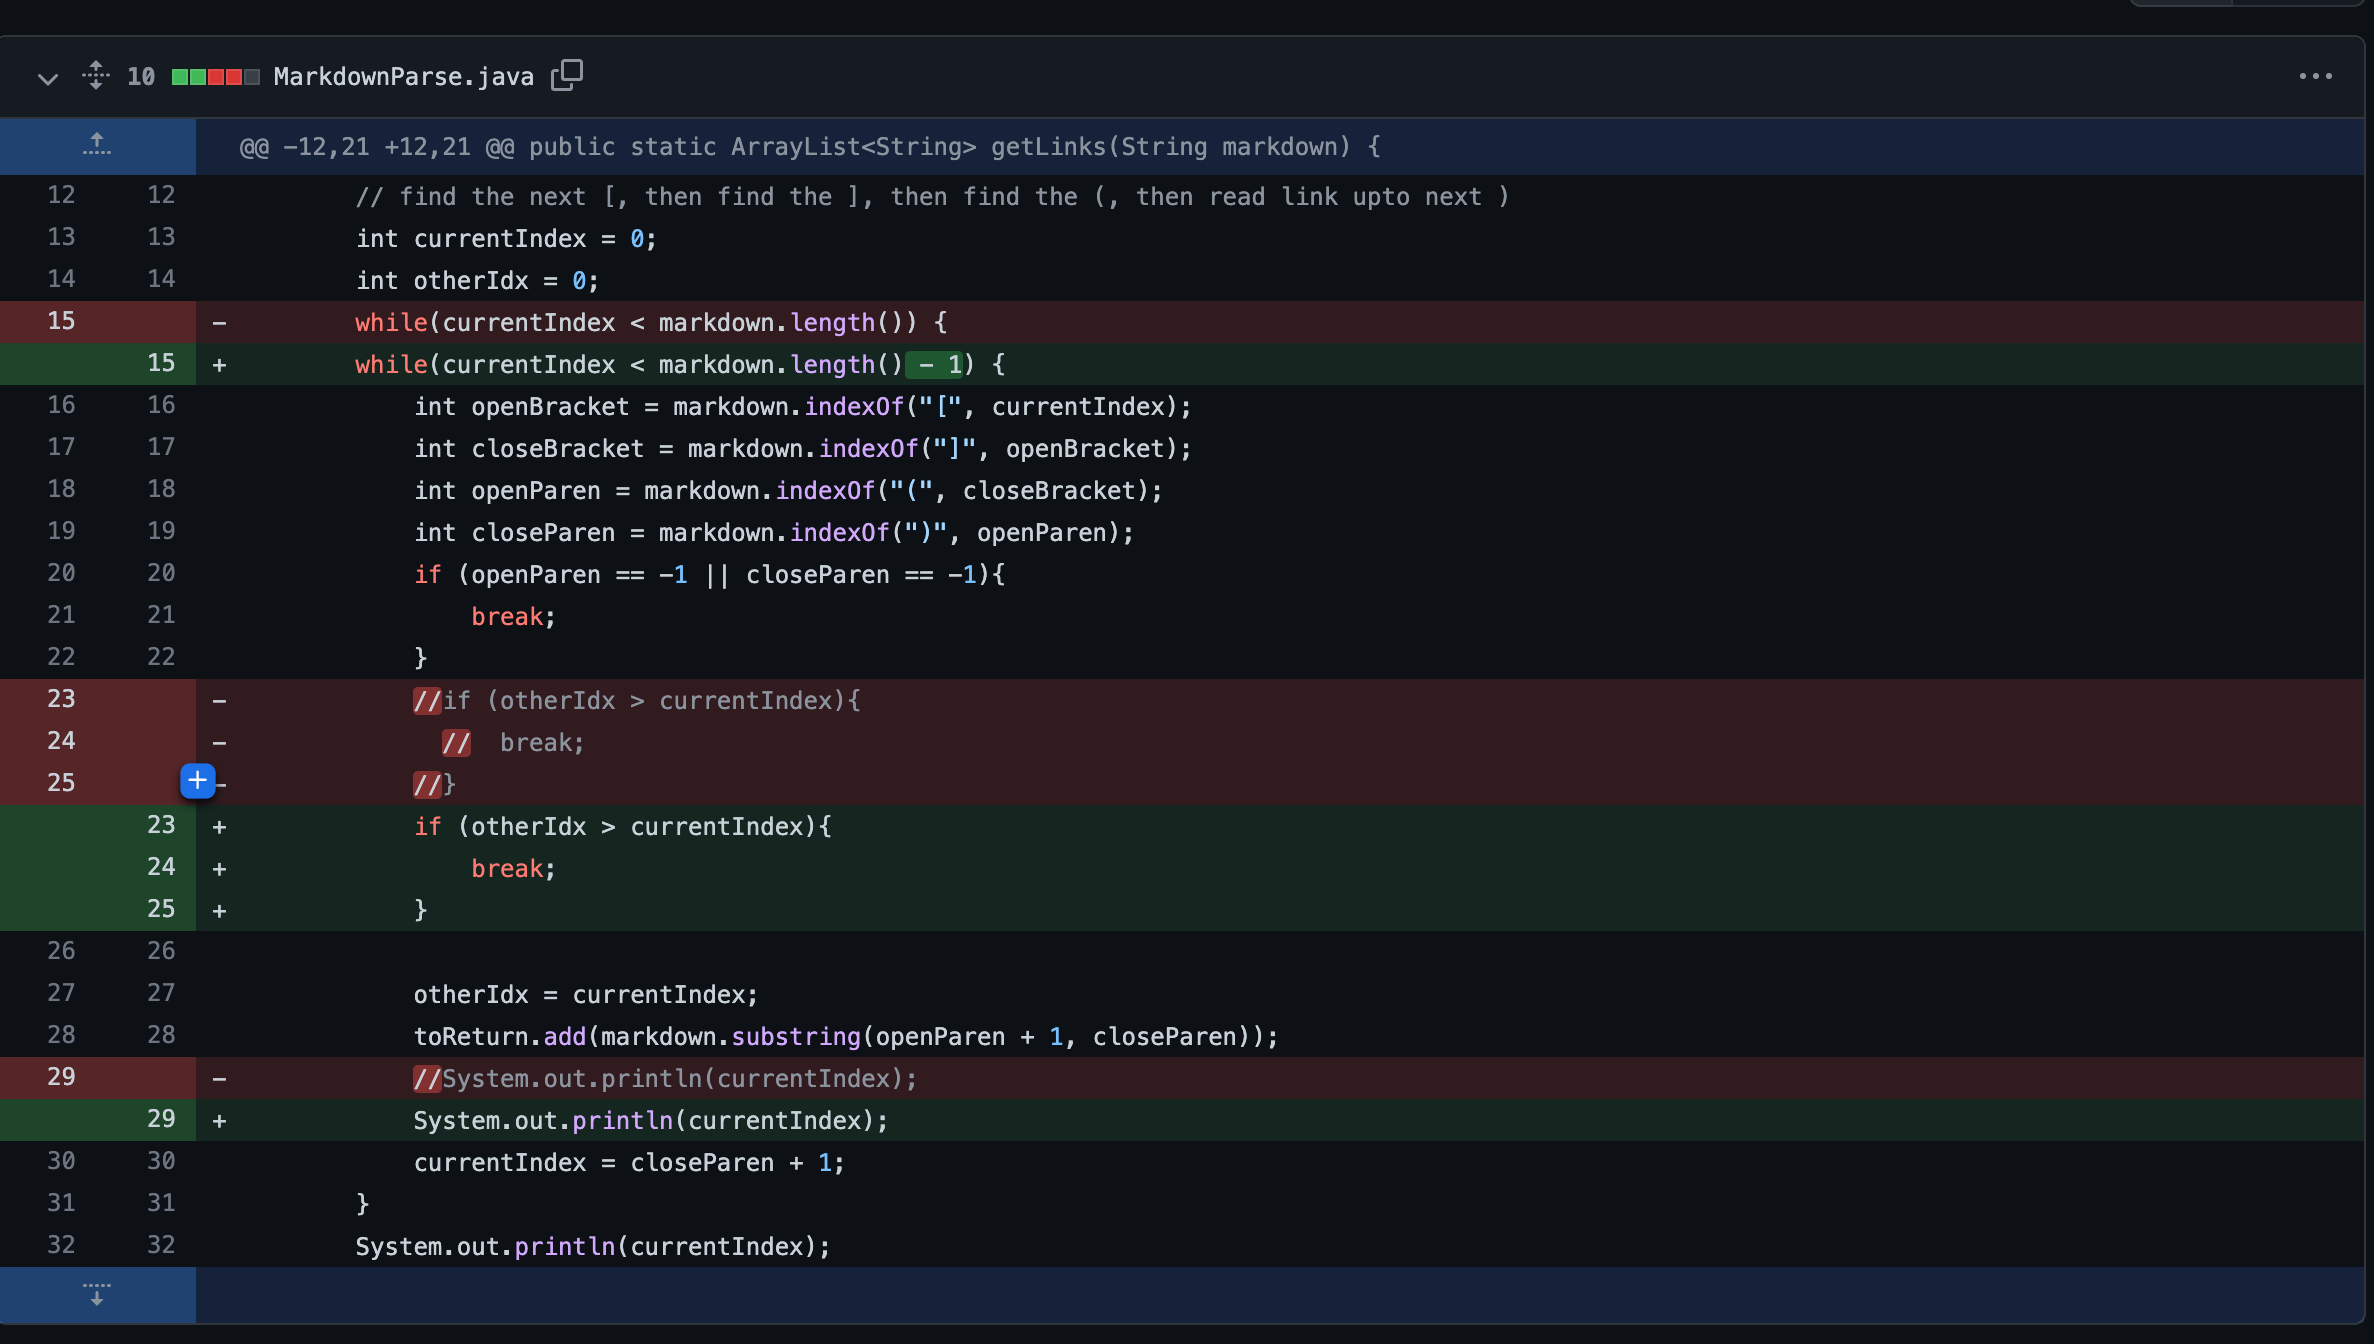 10 MarkdownParse.java
@@ -12,21 +12,21 @@ public static ArrayList<String> getLinks(String markdown) {
12 12 // find the next [, then find the ], then find the (, then read link upto next )
13 13 int currentIndex = 0;
14 14 int otherIdx = 0;
15 - while(currentIndex < markdown.length()) {
15 + while(currentIndex < markdown.length() - 1) {
16 16 int openBracket = markdown.indexOf("[", currentIndex);
17 17 int closeBracket = markdown.indexOf("]", openBracket);
18 18 int openParen = markdown.indexOf("(", closeBracket);
19 19 int closeParen = markdown.indexOf(")", openParen);
20 20 if (openParen == -1 || closeParen == -1){
21 21 break;
22 22 }
23 - //if (otherIdx > currentIndex){
24 - // break;
25 - //}
23 + if (otherIdx > currentIndex){
24 + break;
25 + }
26 26
27 27 otherIdx = currentIndex;
28 28 toReturn.add(markdown.substring(openParen + 1, closeParen));
29 - //System.out.println(currentIndex);
29 + System.out.println(currentIndex);
30 30 currentIndex = closeParen + 1;
31 31 }
32 32 System.out.println(currentIndex);